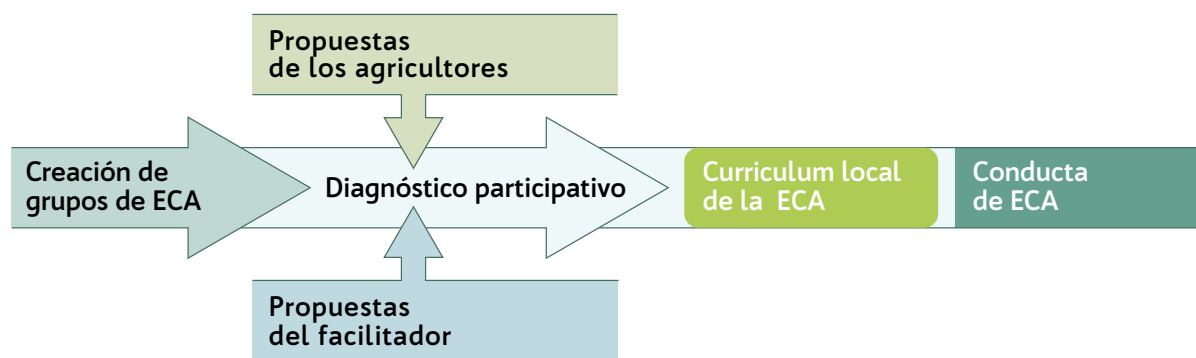 Propuestas
de los agricultores
Creación de
grupos de ECA
Diagnóstico participativo
Curriculum local
de la ECA
Conducta
de ECA
Propuestas
del facilitador